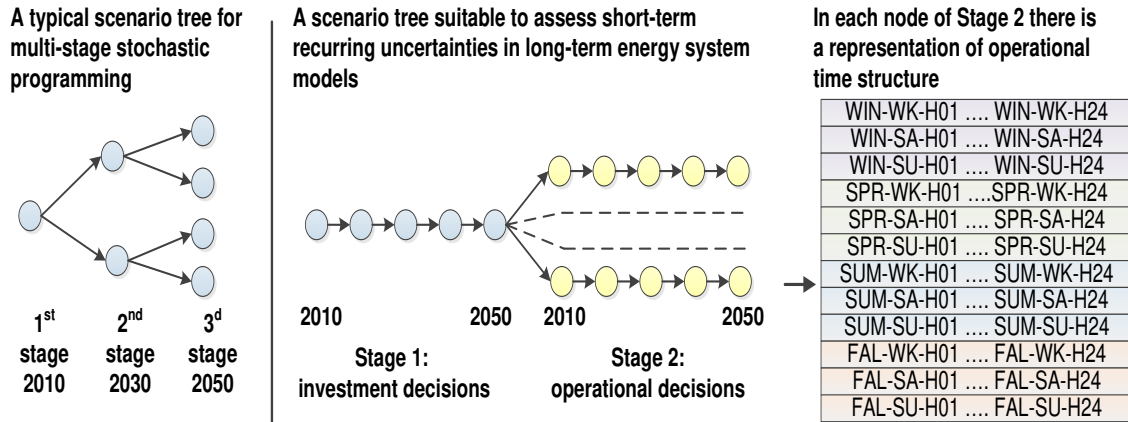 A typical scenario tree for
multi-stage stochastic
programming
1st
stage
2010
2nd
stage
2030
3d
stage
2050
A scenario tree suitable to assess short-term
recurring uncertainties in long-term energy system
models
2010
2050
2010
2050
Stage 1:
investment decisions
Stage 2:
operational decisions
In each node of Stage 2 there is
a representation of operational
time structure
WIN-WK-H01 .... WIN-WK-H24
WIN-SA-H01 .... WIN-SA-H24
WIN-SU-H01 .... WIN-SU-H24
SPR-WK-H01 ....SPR-WK-H24
SPR-SA-H01 .... SPR-SA-H24
SPR-SU-H01 .... SPR-SU-H24
SUM-WK-H01 .... SUM-WK-H24
SUM-SA-H01 .... SUM-SA-H24
SUM-SU-H01 .... SUM-SU-H24
FAL-WK-H01 .... FAL-WK-H24
FAL-SA-H01 .... FAL-SA-H24
FAL-SU-H01 .... FAL-SU-H24